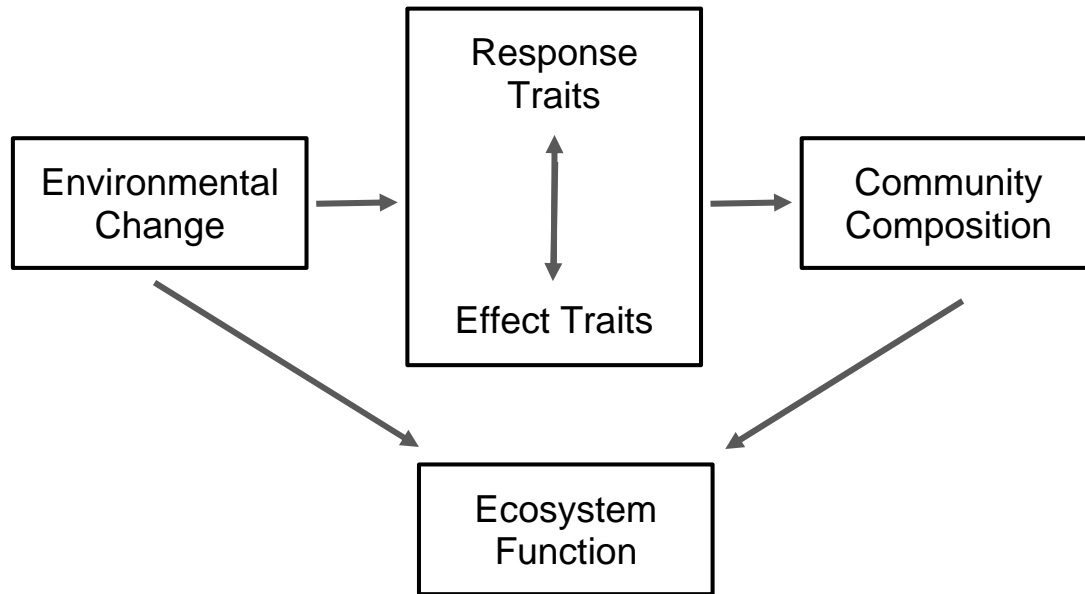 Response
Traits
Environmental
Change
Community
Composition
Effect Traits
Ecosystem
Function